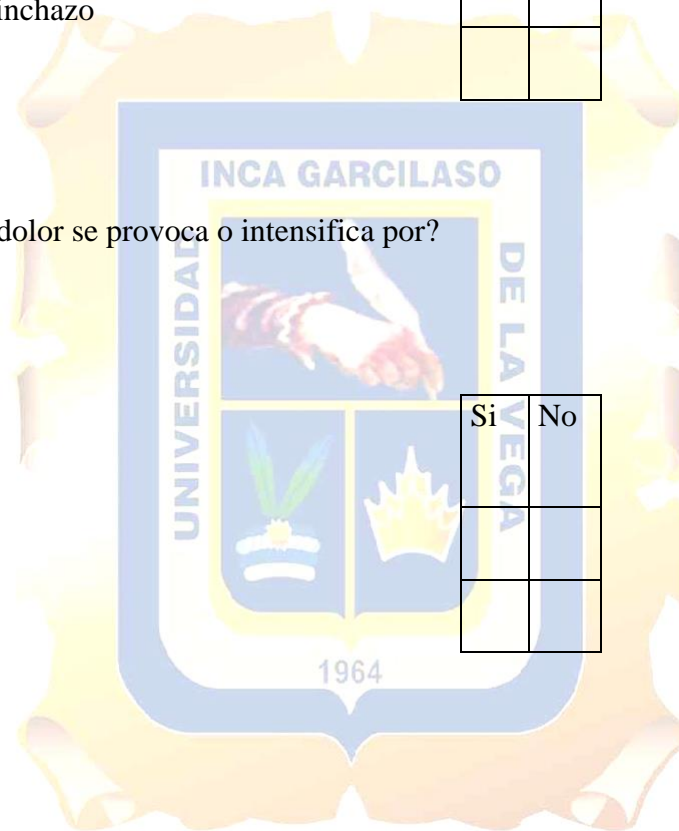 inchazo
INCA GARCILASO
dolor se provoca o intensifica por?
UNIVERSIDAD
DE LA VEGA
Si No
1964